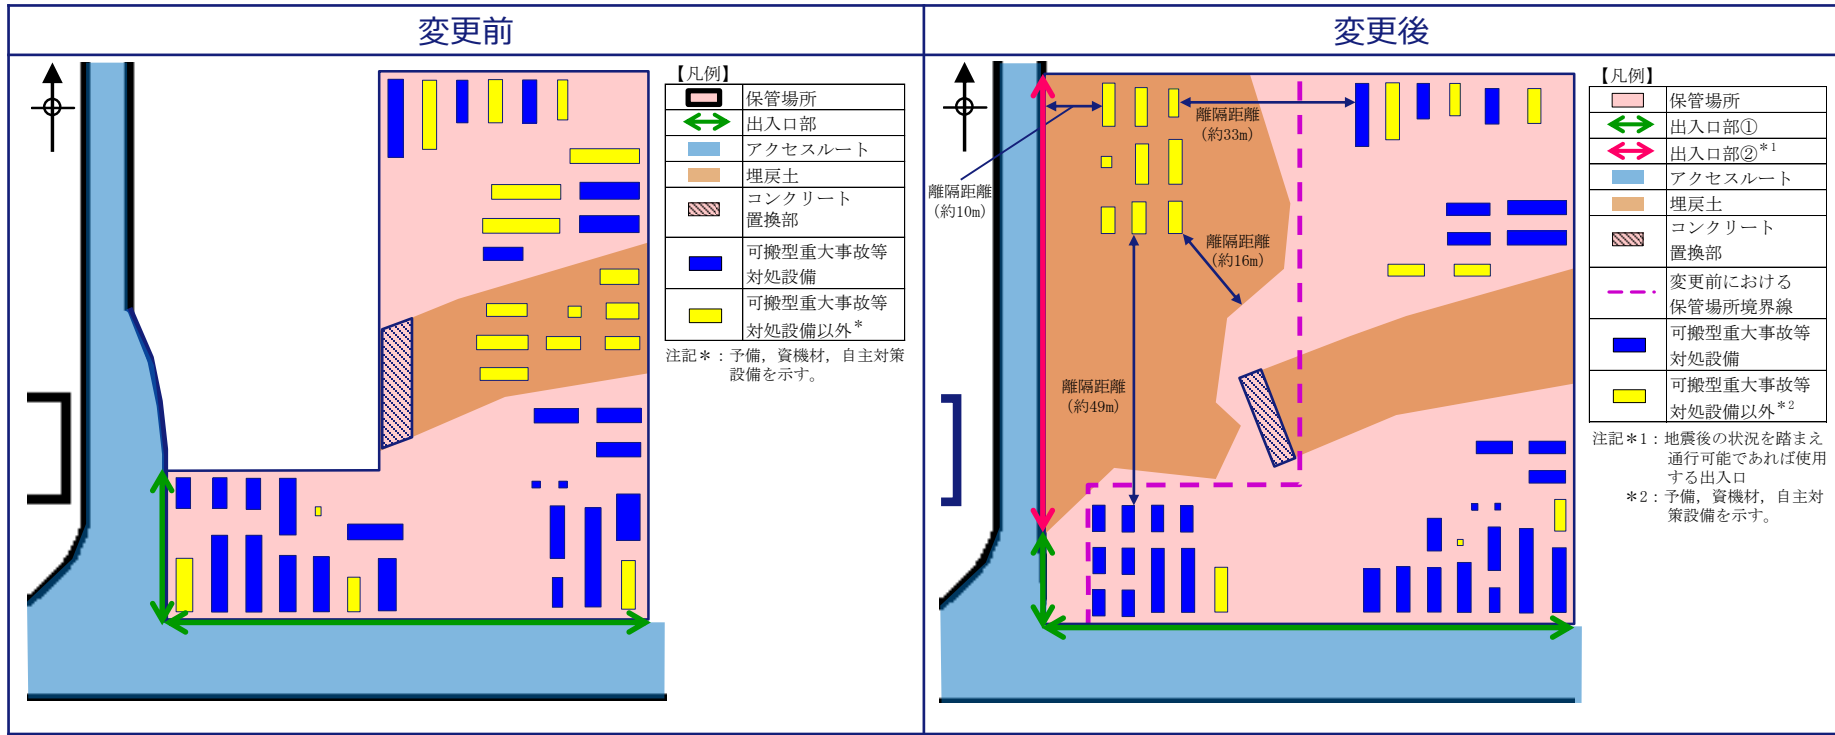 変更前
【凡例】
保管場所
出入口部
アクセスルート
埋戻土
コンクリート
置換部
可搬型重大事故等
対処設備
可搬型重大事故等
対処設備以外*
注記*：予備，資機材，自主対策
設備を示す。
変更後
離隔距離
(約33m)
離隔距離
(約10m)
離隔距離
(約16m)
離隔距離
(約49m)
【凡例】
保管場所
出入口部①
出入口部②*1
アクセスルート
埋戻土
コンクリート
置換部
変更前における
保管場所境界線
可搬型重大事故等
対処設備
可搬型重大事故等
対処設備以外*2
注記*1：地震後の状況を踏まえ
通行可能であれば使用
する出入口
*2：予備，資機材，自主対
策設備を示す。